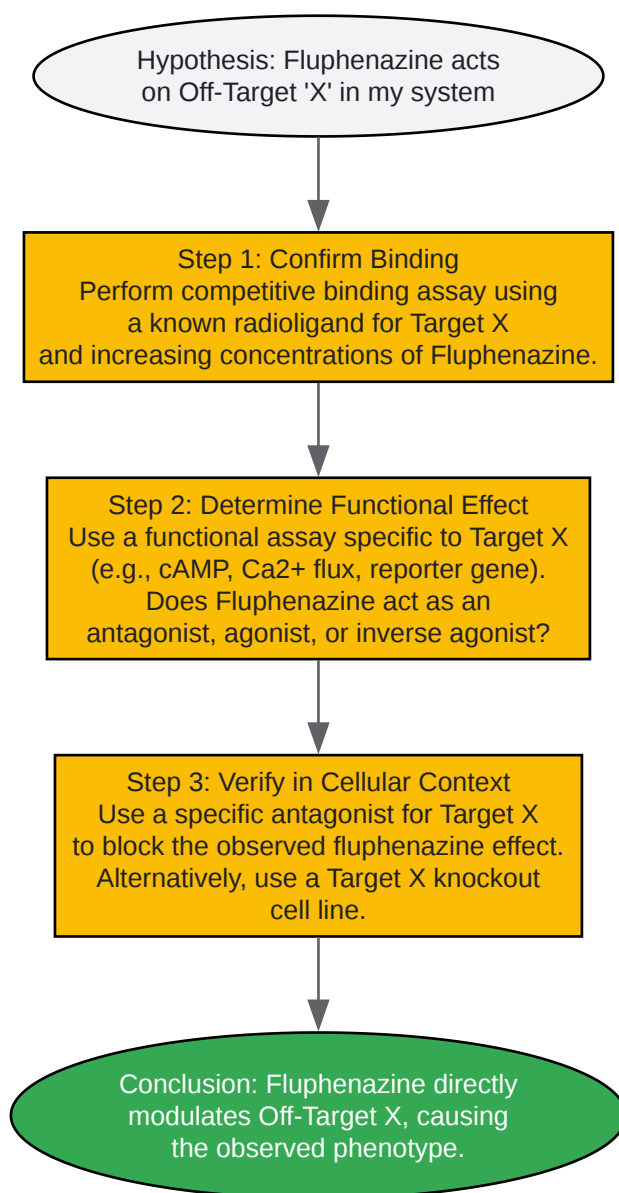 Hypothesis: Fluphenazine acts
on Off-Target 'X' in my system
Step 1: Confirm Binding
Perform competitive binding assay using
a known radioligand for Target X
and increasing concentrations of Fluphenazine.
Step 2: Determine Functional Effect
Use a functional assay specific to Target X
(e.g., cAMP, Ca2+ flux, reporter gene).
Does Fluphenazine act as an
antagonist, agonist, or inverse agonist?
Step 3: Verify in Cellular Context
Use a specific antagonist for Target X
to block the observed fluphenazine effect.
Alternatively, use a Target X knockout
cell line.
Conclusion: Fluphenazine directly
modulates Off-Target X, causing
the observed phenotype.